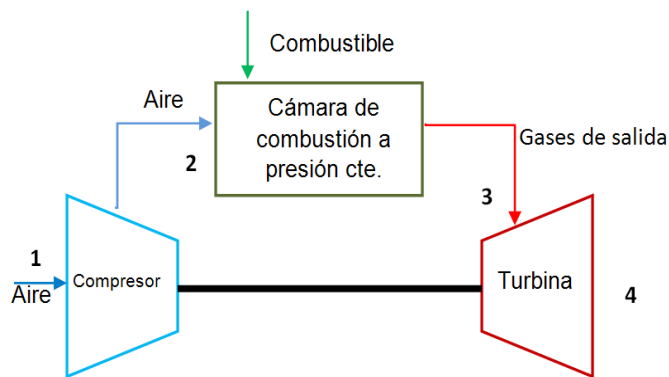 Combustible
Aire
Cámara de
combustión a
presión cte.
Gases de salida
2
3
1
Aire
Compresor
Turbina
4